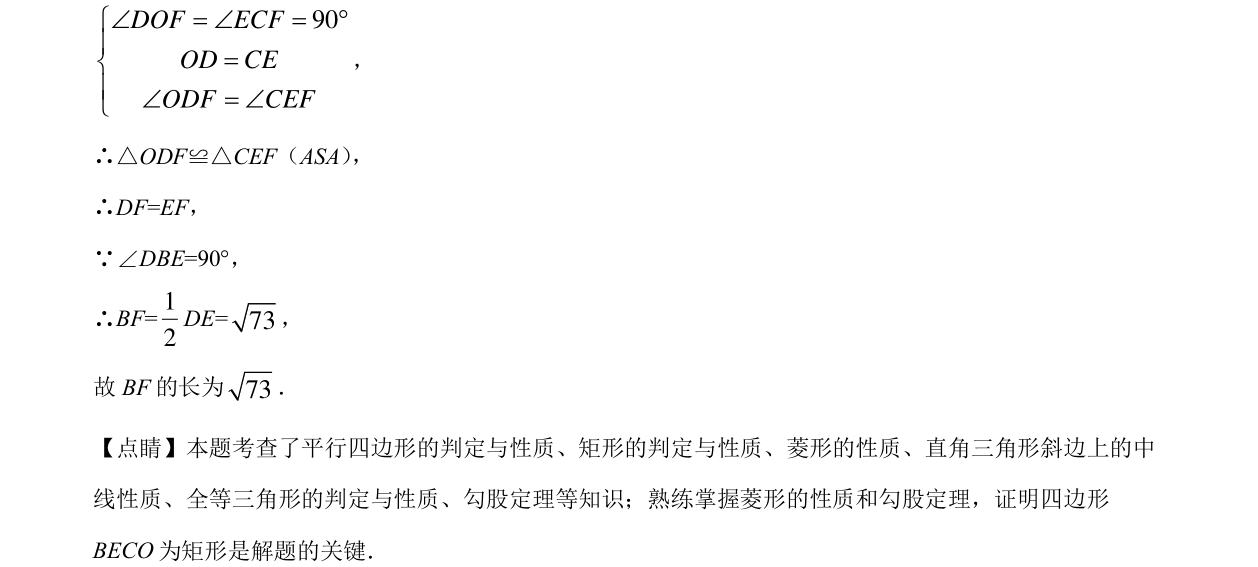 ∠DOF = ∠ECF = 90°
OD = CE ，
∠ODF = ∠CEF
∴△ODF≌△CEF（ASA），
∴DF=EF，
∵∠DBE=90°，
∴BF=1/2 DE=√73，
故 BF 的长为√73．
【点睛】本题考查了平行四边形的判定与性质、矩形的判定与性质、菱形的性质、直角三角形斜边上的中
线性质、全等三角形的判定与性质、勾股定理等知识；熟练掌握菱形的性质和勾股定理，证明四边形
BECO 为矩形是解题的关键．